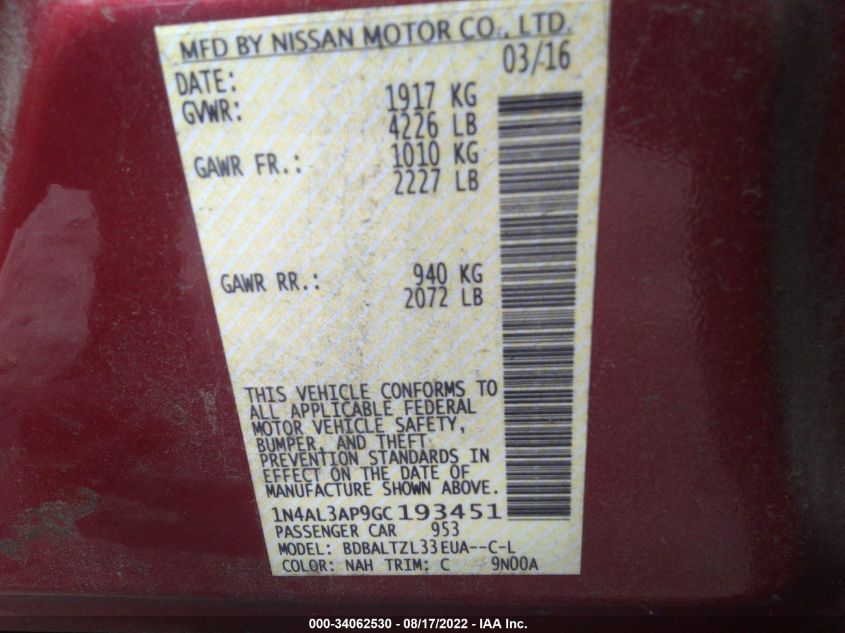 MFD BY NISSAN MOTOR CO., LTD.
DATE: 03/16
GVWR: 1917 KG
4226 LB
GAWR FR.: 1010 KG
2227 LB
GAWR RR.: 940 KG
2072 LB
THIS VEHICLE CONFORMS TO
ALL APPLICABLE FEDERAL
MOTOR VEHICLE SAFETY,
BUMPER, AND THEFT
PREVENTION STANDARDS IN
EFFECT ON THE DATE OF
MANUFACTURE SHOWN ABOVE.
1N4AL3AP9GC193451
PASSENGER CAR 953
MODEL: BDBALTZL33EUA--C-L
COLOR: NAH TRIM: C 9N00A
000-34062530 - 08/17/2022 - IAA Inc.